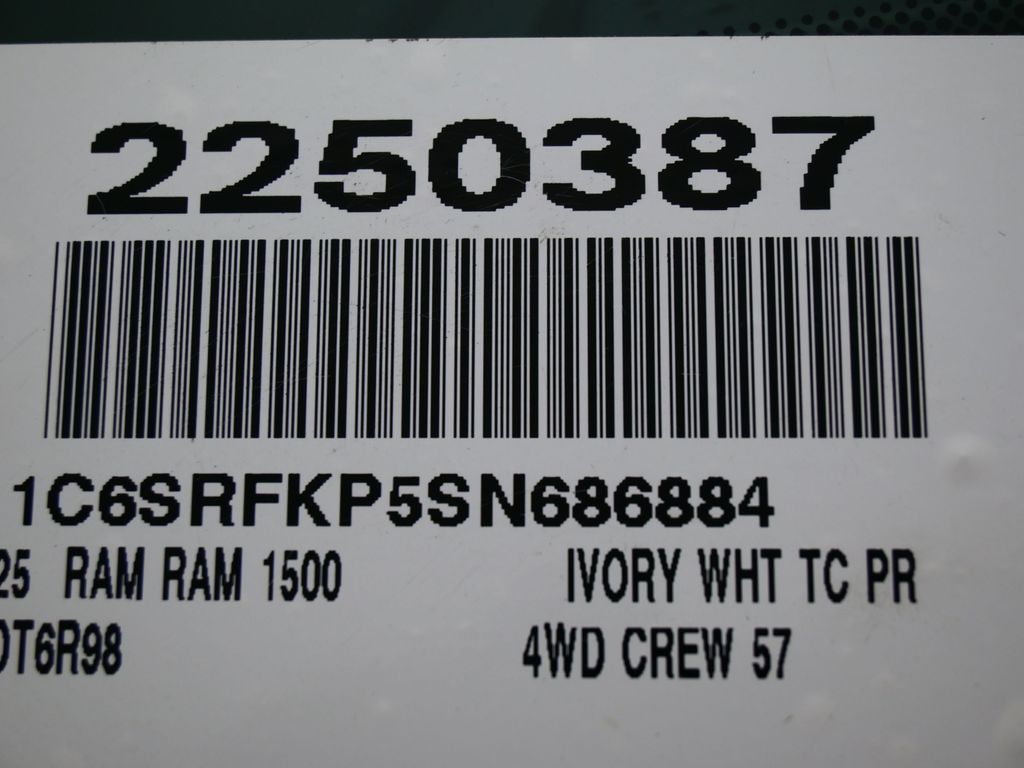 2250387
1C6SRFKP5SN686884
25 RAM RAM 1500 IVORY WHT TC PR
DT6R98 4WD CREW 57